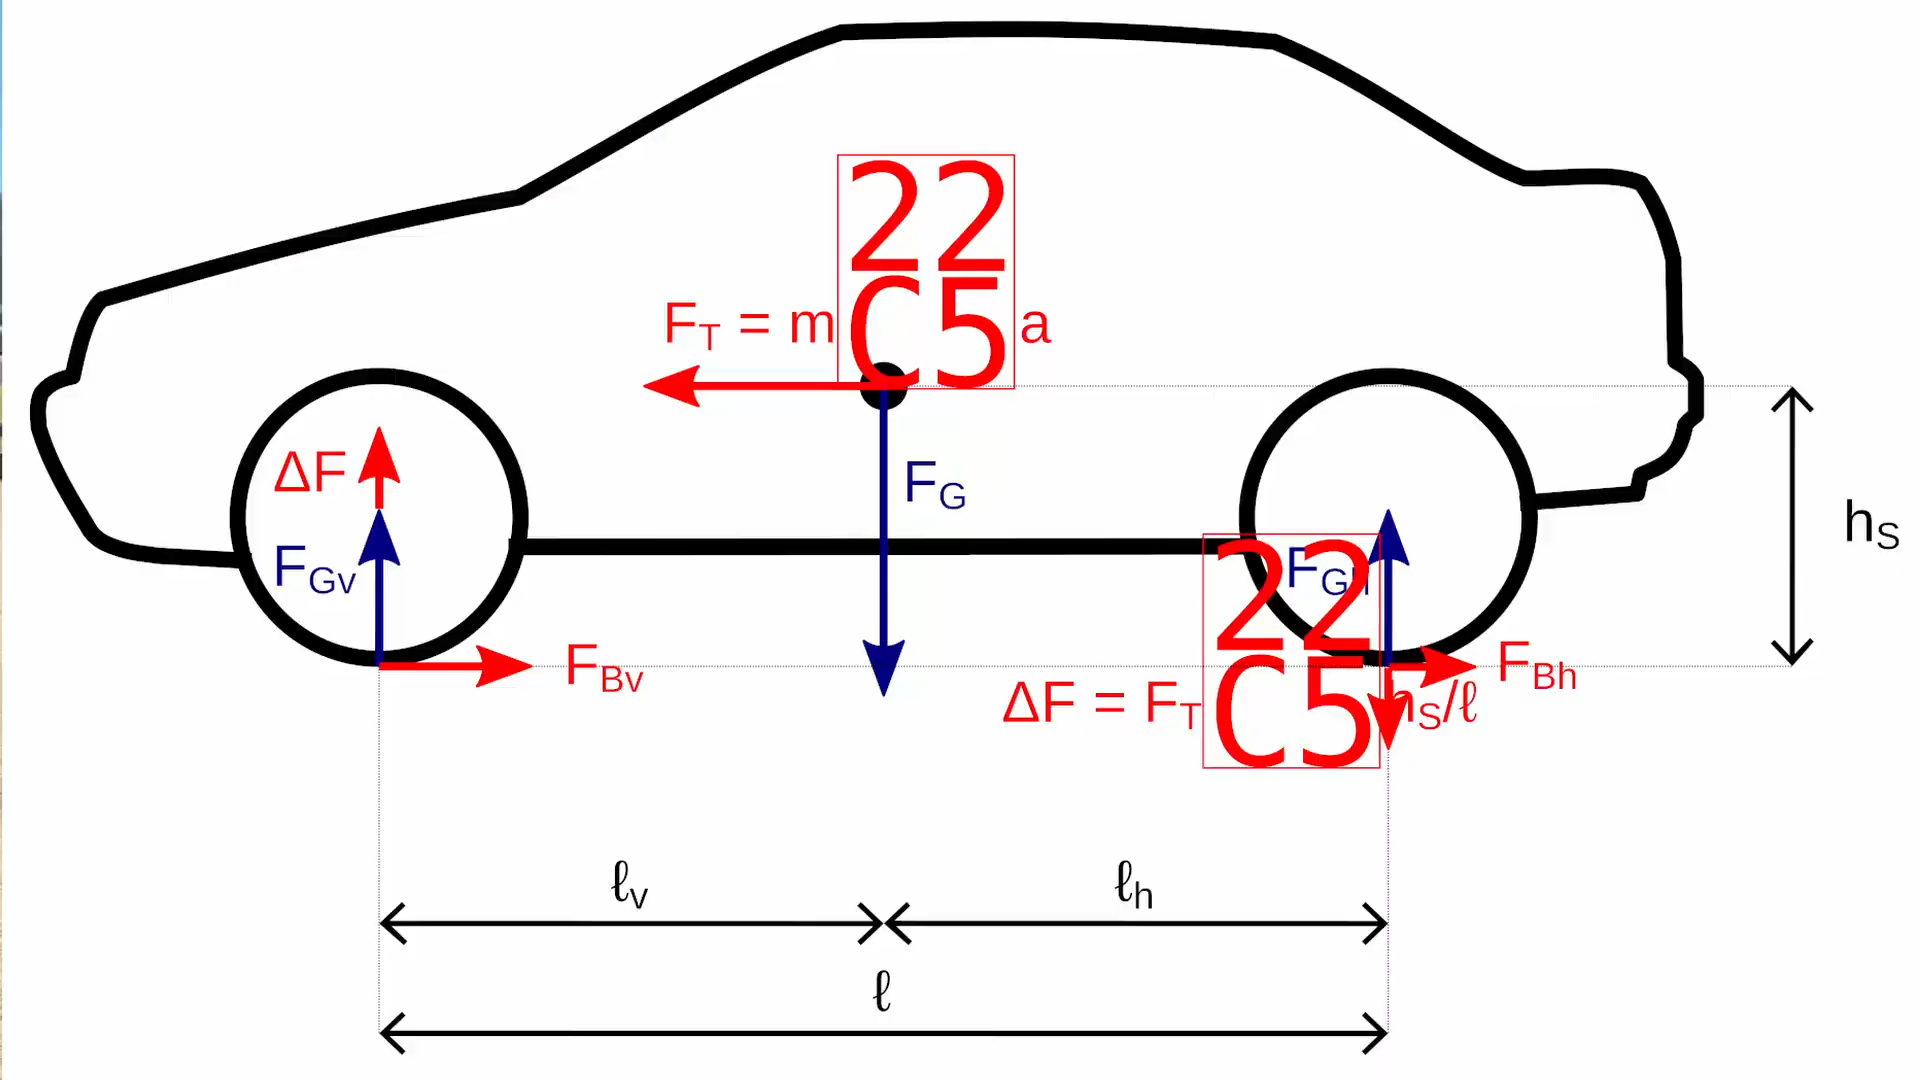 22
C5
F_T = m a
ΔF
F_G
F_Gv
22
C5
F_Gh
h_S
F_Bv
F_Bh
ΔF = F_T h_S/ℓ
ℓ_v
ℓ_h
ℓ